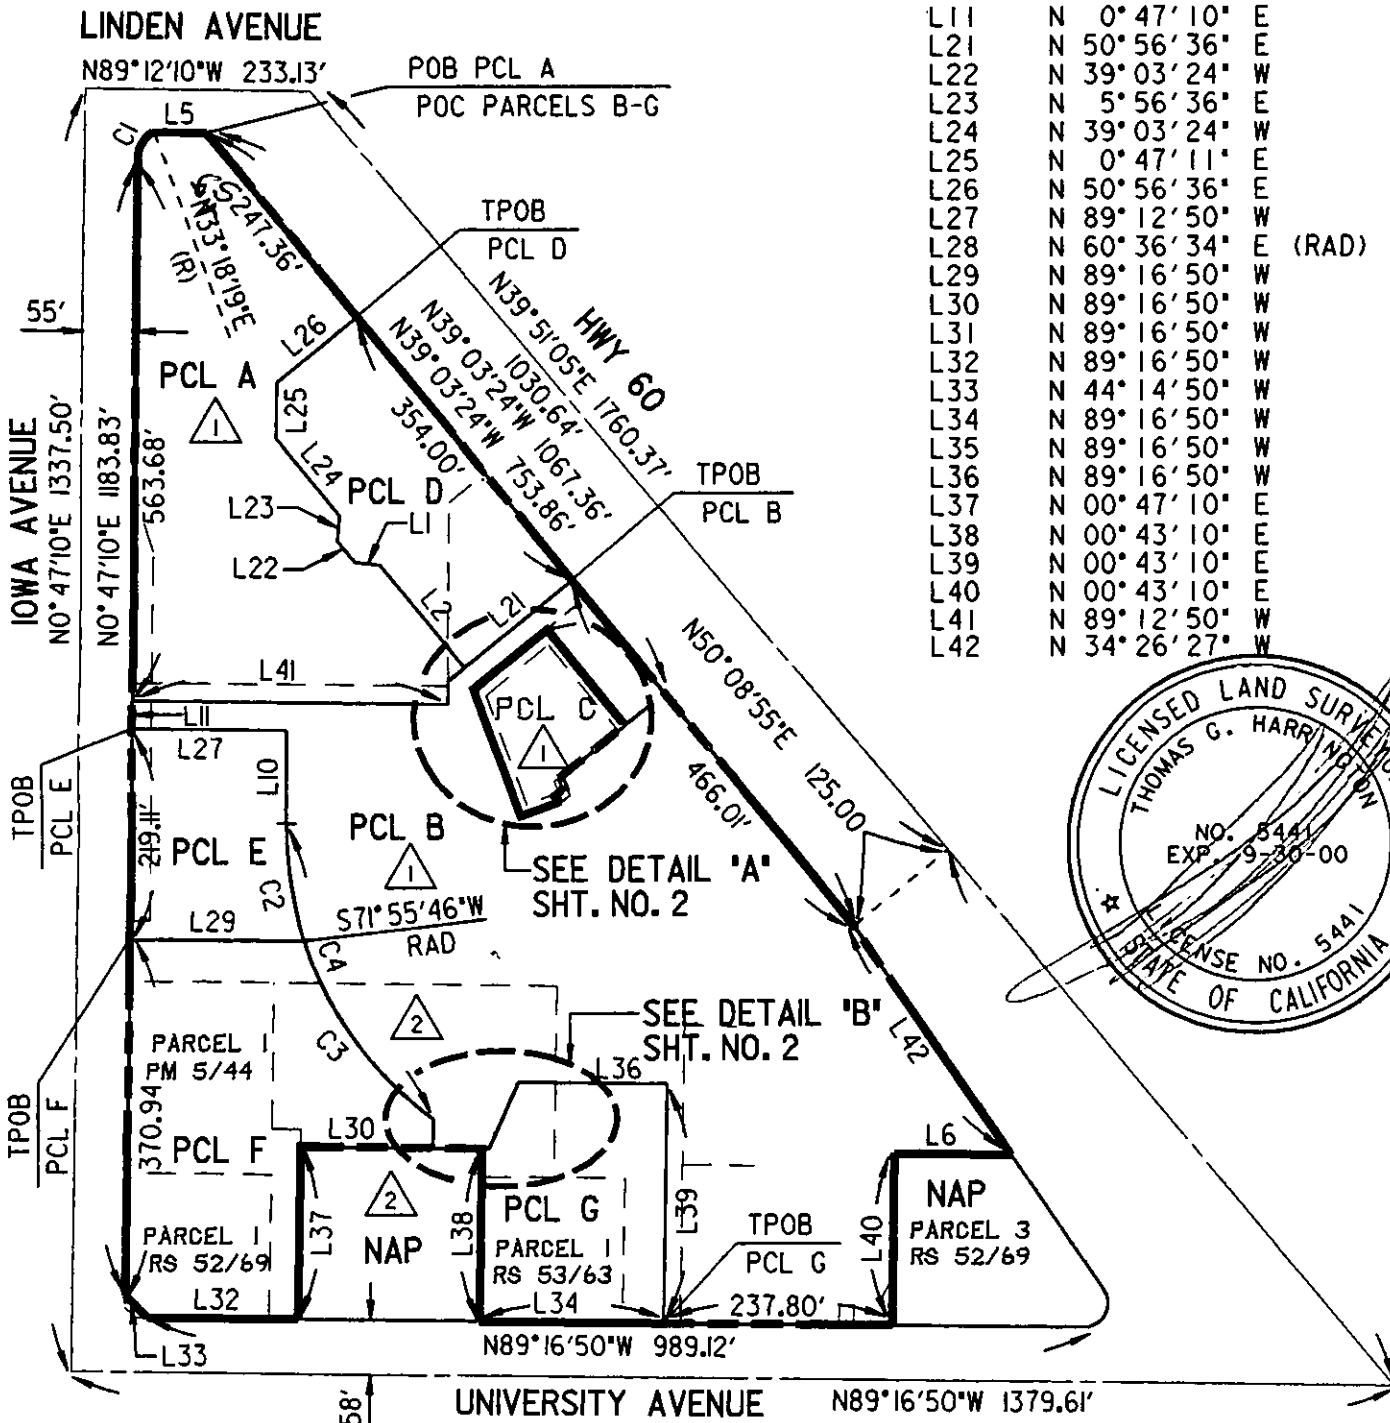 LINDEN AVENUE
N89°12'10"W 233.13'
POB PCL A
POC PARCELS B-G
L5
C1
CS247.36'
N33°18'19"E
(R)
TPOB
PCL D
55'
L26
N39°51'05"E 1760.37'
HWY 60
N39°03'24"W
1030.64'
N39°03'24"W 1067.36'
753.86'
354.00'
PCL A
1
L25
L24
IOWA AVENUE
N0°47'10"E 1337.50'
N0°47'10"E 1183.83'
563.68'
PCL D
L23
L1
L22
TPOB
PCL B
L2
L21
N50°08'55"E
125.00
L41
PCL C
1
L11
L27
TPOB
PCL E
L10
219.11'
466.01'
PCL B
1
PCL E
SEE DETAIL "A"
SHT. NO. 2
C2
L29
S71°55'46"W
RAD
C4
2
SEE DETAIL "B"
SHT. NO. 2
L42
C3
PARCEL 1
PM 5/44
L36
TPOB
PCL F
370.94
PCL F
L30
2
L6
L37
NAP
L38
PCL G
PARCEL 1
RS 53/63
L39
TPOB
PCL G
L40
NAP
PARCEL 3
RS 52/69
PARCEL 1
RS 52/69
L32
L34
237.80'
L33
N89°16'50"W 989.12'
58'
UNIVERSITY AVENUE
N89°16'50"W 1379.61'
L11 N 0°47'10" E
L21 N 50°56'36" E
L22 N 39°03'24" W
L23 N 5°56'36" E
L24 N 39°03'24" W
L25 N 0°47'11" E
L26 N 50°56'36" E
L27 N 89°12'50" W
L28 N 60°36'34" E (RAD)
L29 N 89°16'50" W
L30 N 89°16'50" W
L31 N 89°16'50" W
L32 N 89°16'50" W
L33 N 44°14'50" W
L34 N 89°16'50" W
L35 N 89°16'50" W
L36 N 89°16'50" W
L37 N 00°47'10" E
L38 N 00°43'10" E
L39 N 00°43'10" E
L40 N 00°43'10" E
L41 N 89°12'50" W
L42 N 34°26'27" W
LICENSED LAND SURVEYOR
THOMAS G. HARRINGTON
NO. 5441
EXP. 9-30-00
LICENSE NO. 5441
STATE OF CALIFORNIA